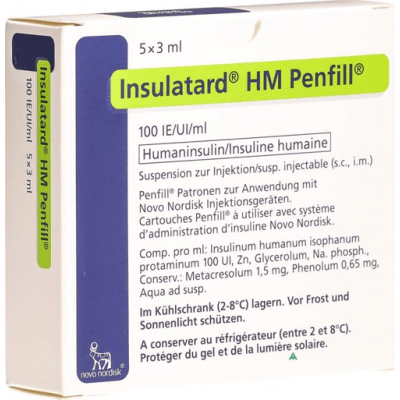 5 x 3 ml
Insulatard® HM Penfill®
100 IE/UI/ml
Humaninsulin/Insuline humaine
Suspension zur Injektion/susp. injectable (s.c., i.m.)
Penfill® Patronen zur Anwendung mit
Novo Nordisk Injektionsgeräten.
Cartouches Penfill® à utiliser avec système
d'administration d'insuline Novo Nordisk.
Comp. pro ml: Insulinum humanum isophanum
protaminum 100 UI, Zn, Glycerolum, Na. phosph.,
Conserv.: Metacresolum 1,5 mg, Phenolum 0,65 mg,
Aqua ad susp.
Im Kühlschrank (2-8°C) lagern. Vor Frost und
Sonnenlicht schützen.
A conserver au réfrigérateur (entre 2 et 8°C).
Protéger du gel et de la lumière solaire.
Insulatard® HM Penfill®
100 IE/UI/ml 5 x 3 ml
novo nordisk®